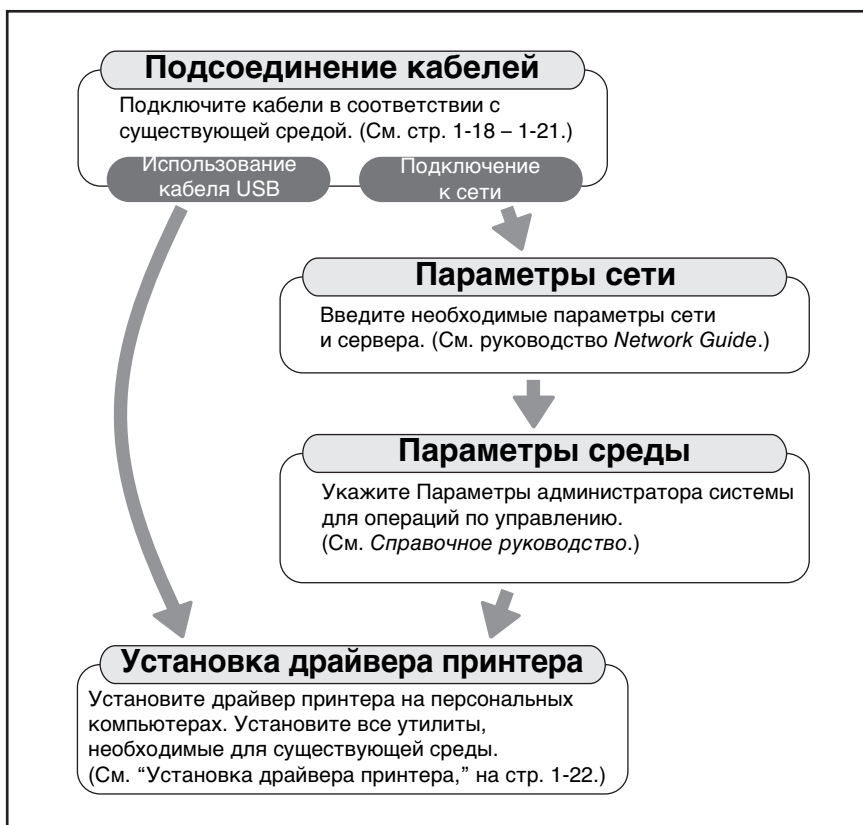 Подсоединение кабелей
Подключите кабели в соответствии с
существующей средой. (См. стр. 1-18 – 1-21.)
Использование
кабеля USB
Подключение
к сети
Параметры сети
Введите необходимые параметры сети
и сервера. (См. руководство Network Guide.)
Параметры среды
Укажите Параметры администратора системы
для операций по управлению.
(См. Справочное руководство.)
Установка драйвера принтера
Установите драйвер принтера на персональных
компьютерах. Установите все утилиты,
необходимые для существующей среды.
(См. “Установка драйвера принтера,” на стр. 1-22.)